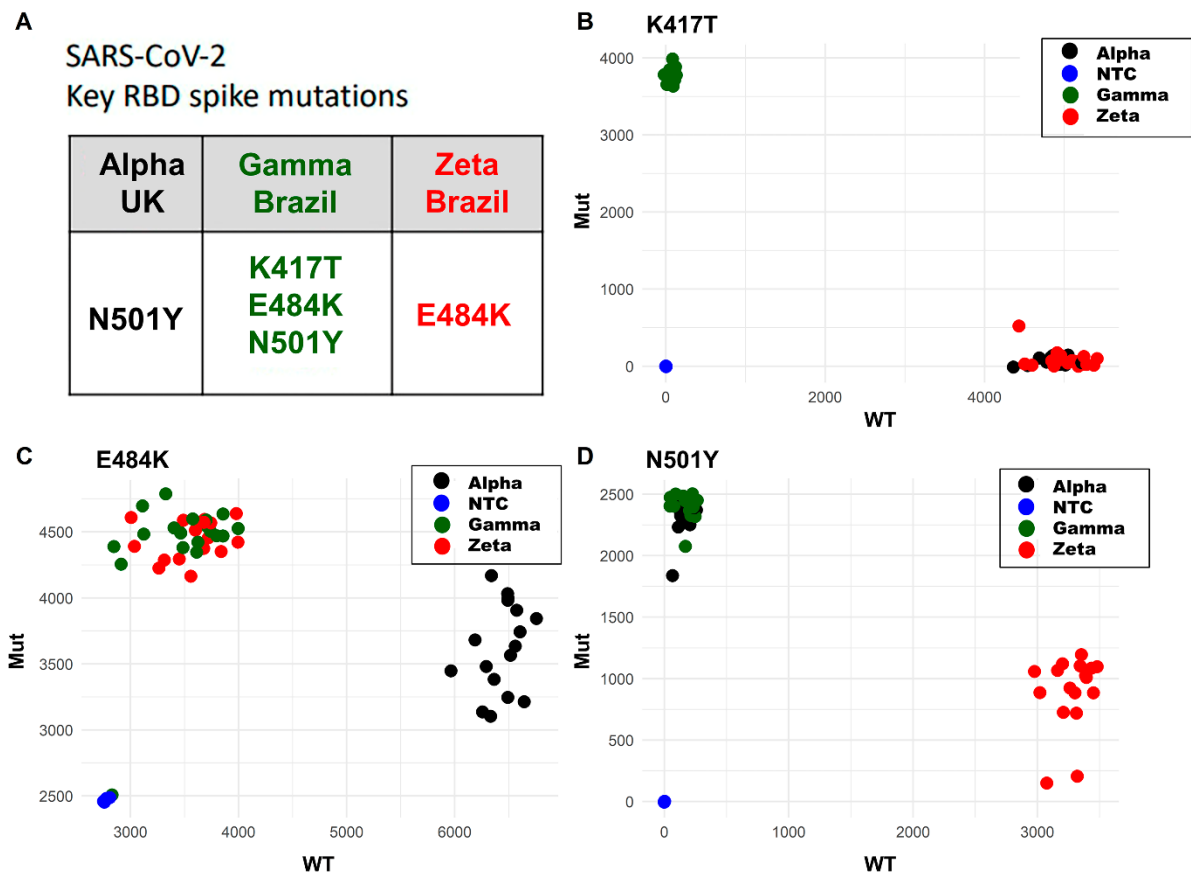 A
SARS-CoV-2
Key RBD spike mutations
Alpha
UK
Gamma
Brazil
Zeta
Brazil
N501Y
K417T
E484K
N501Y
E484K
B
K417T
Alpha
NTC
Gamma
Zeta
Mut
4000
3000
2000
1000
0
0
2000
4000
WT
C
E484K
Alpha
NTC
Gamma
Zeta
Mut
4500
4000
3500
3000
2500
3000
4000
5000
6000
WT
D
N501Y
Alpha
NTC
Gamma
Zeta
Mut
2500
2000
1500
1000
500
0
0
1000
2000
3000
WT